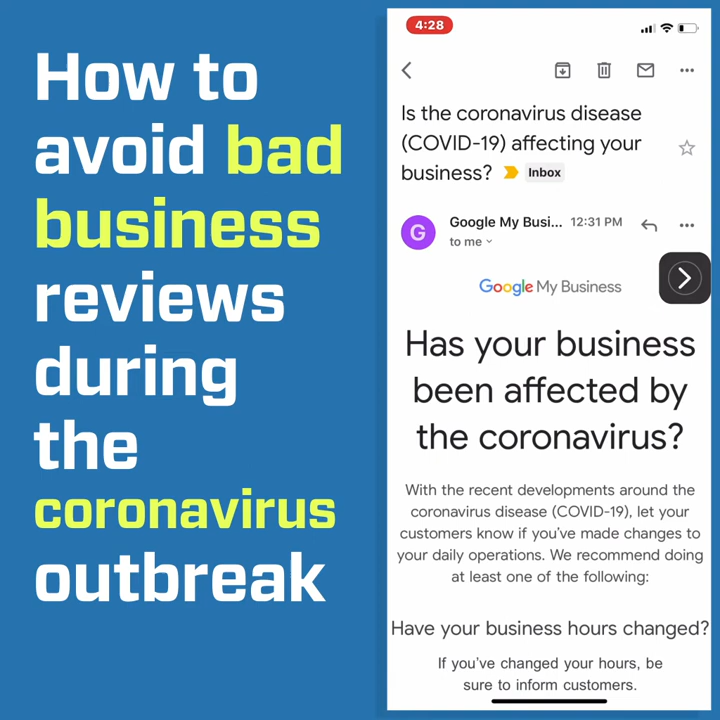 How to
avoid bad
business
reviews
during
the
coronavirus
outbreak
4:28
Is the coronavirus disease
(COVID-19) affecting your
business? Inbox
G
Google My Busi... 12:31 PM
to me
Google My Business
Has your business
been affected by
the coronavirus?
With the recent developments around the
coronavirus disease (COVID-19), let your
customers know if you've made changes to
your daily operations. We recommend doing
at least one of the following:
Have your business hours changed?
If you've changed your hours, be
sure to inform customers.